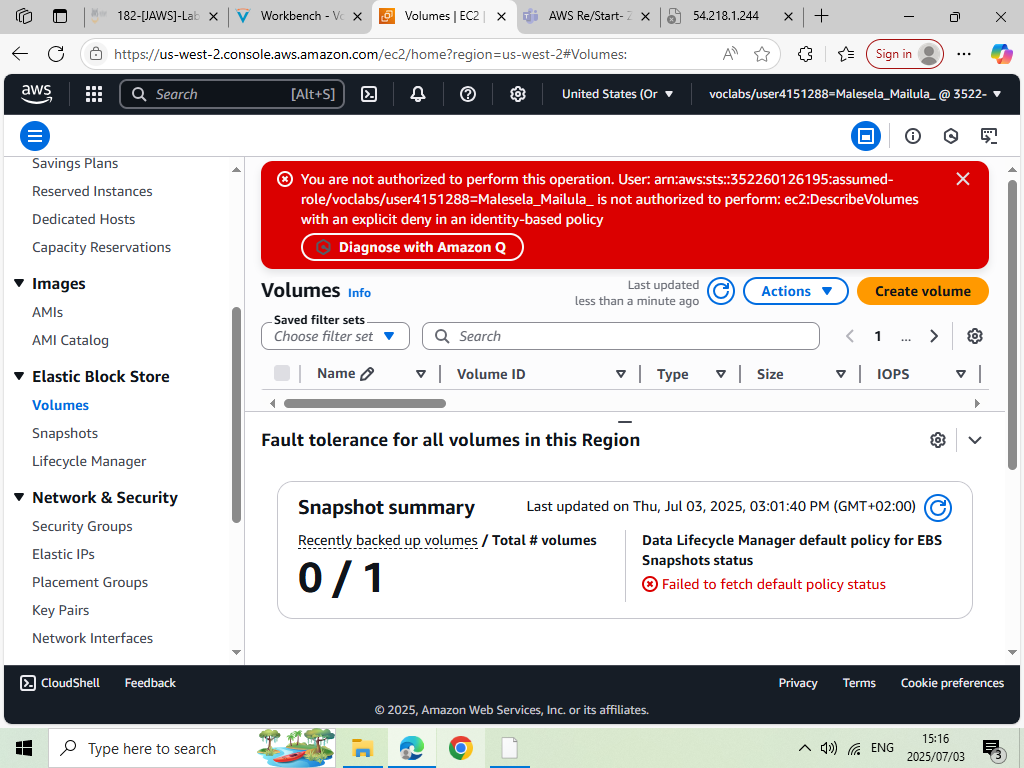 182-[JAWS]-Lab
Workbench - Vo
Volumes | EC2 |
AWS Re/Start- 2
54.218.1.244
https://us-west-2.console.aws.amazon.com/ec2/home?region=us-west-2#Volumes:
Sign in
aws
Search
[Alt+S]
United States (Or
voclabs/user4151288=Malesela_Mailula_ @ 3522-
Savings Plans
Reserved Instances
Dedicated Hosts
Capacity Reservations
Images
AMIs
AMI Catalog
Elastic Block Store
Volumes
Snapshots
Lifecycle Manager
Network & Security
Security Groups
Elastic IPs
Placement Groups
Key Pairs
Network Interfaces
You are not authorized to perform this operation. User: arn:aws:sts::352260126195:assumed-
role/voclabs/user4151288=Malesela_Mailula_ is not authorized to perform: ec2:DescribeVolumes
with an explicit deny in an identity-based policy
Diagnose with Amazon Q
Volumes Info
Last updated
less than a minute ago
Actions
Create volume
Saved filter sets
Choose filter set
Search
1
...
Name
Volume ID
Type
Size
IOPS
Fault tolerance for all volumes in this Region
Snapshot summary
Last updated on Thu, Jul 03, 2025, 03:01:40 PM (GMT+02:00)
Recently backed up volumes / Total # volumes
0 / 1
Data Lifecycle Manager default policy for EBS
Snapshots status
Failed to fetch default policy status
CloudShell
Feedback
Privacy
Terms
Cookie preferences
© 2025, Amazon Web Services, Inc. or its affiliates.
Type here to search
ENG
15:16
2025/07/03
3